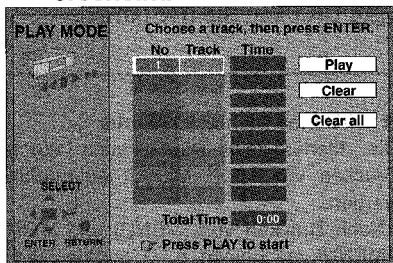 PLAY MODE
Choose a track, then press ENTER.
No Track Time
1
Play
Clear
Clear all
SELECT
Total Time 0:00
ENTER RETURN
☞ Press PLAY to start